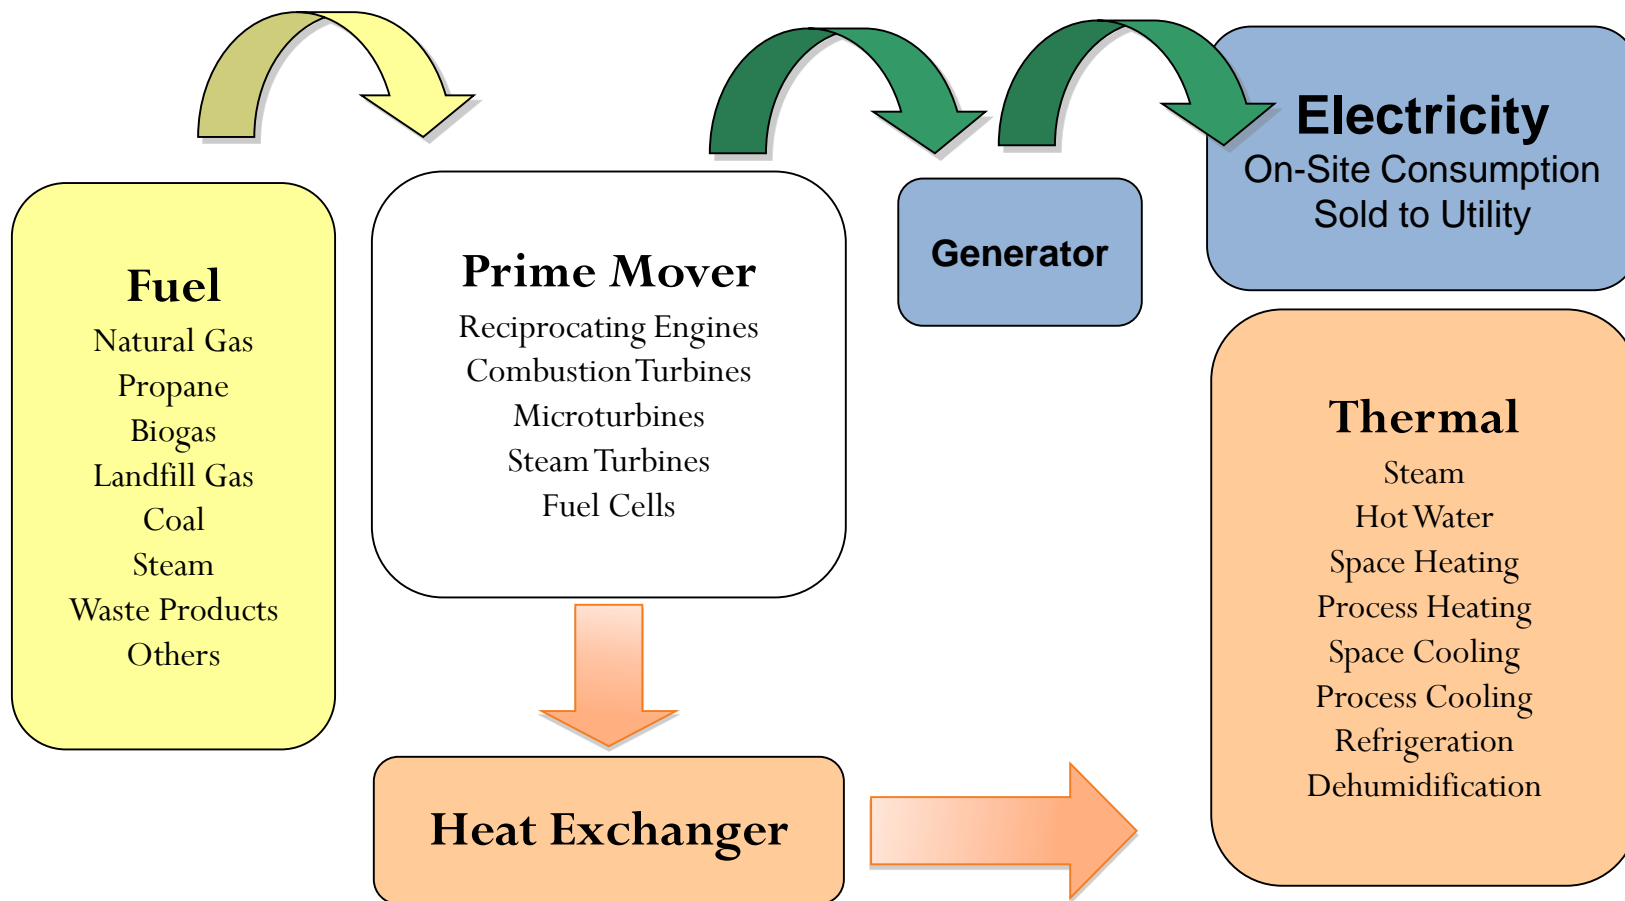 Fuel
Natural Gas
Propane
Biogas
Landfill Gas
Coal
Steam
Waste Products
Others
Prime Mover
Reciprocating Engines
Combustion Turbines
Microturbines
Steam Turbines
Fuel Cells
Generator
Electricity
On-Site Consumption
Sold to Utility
Heat Exchanger
Thermal
Steam
Hot Water
Space Heating
Process Heating
Space Cooling
Process Cooling
Refrigeration
Dehumidification